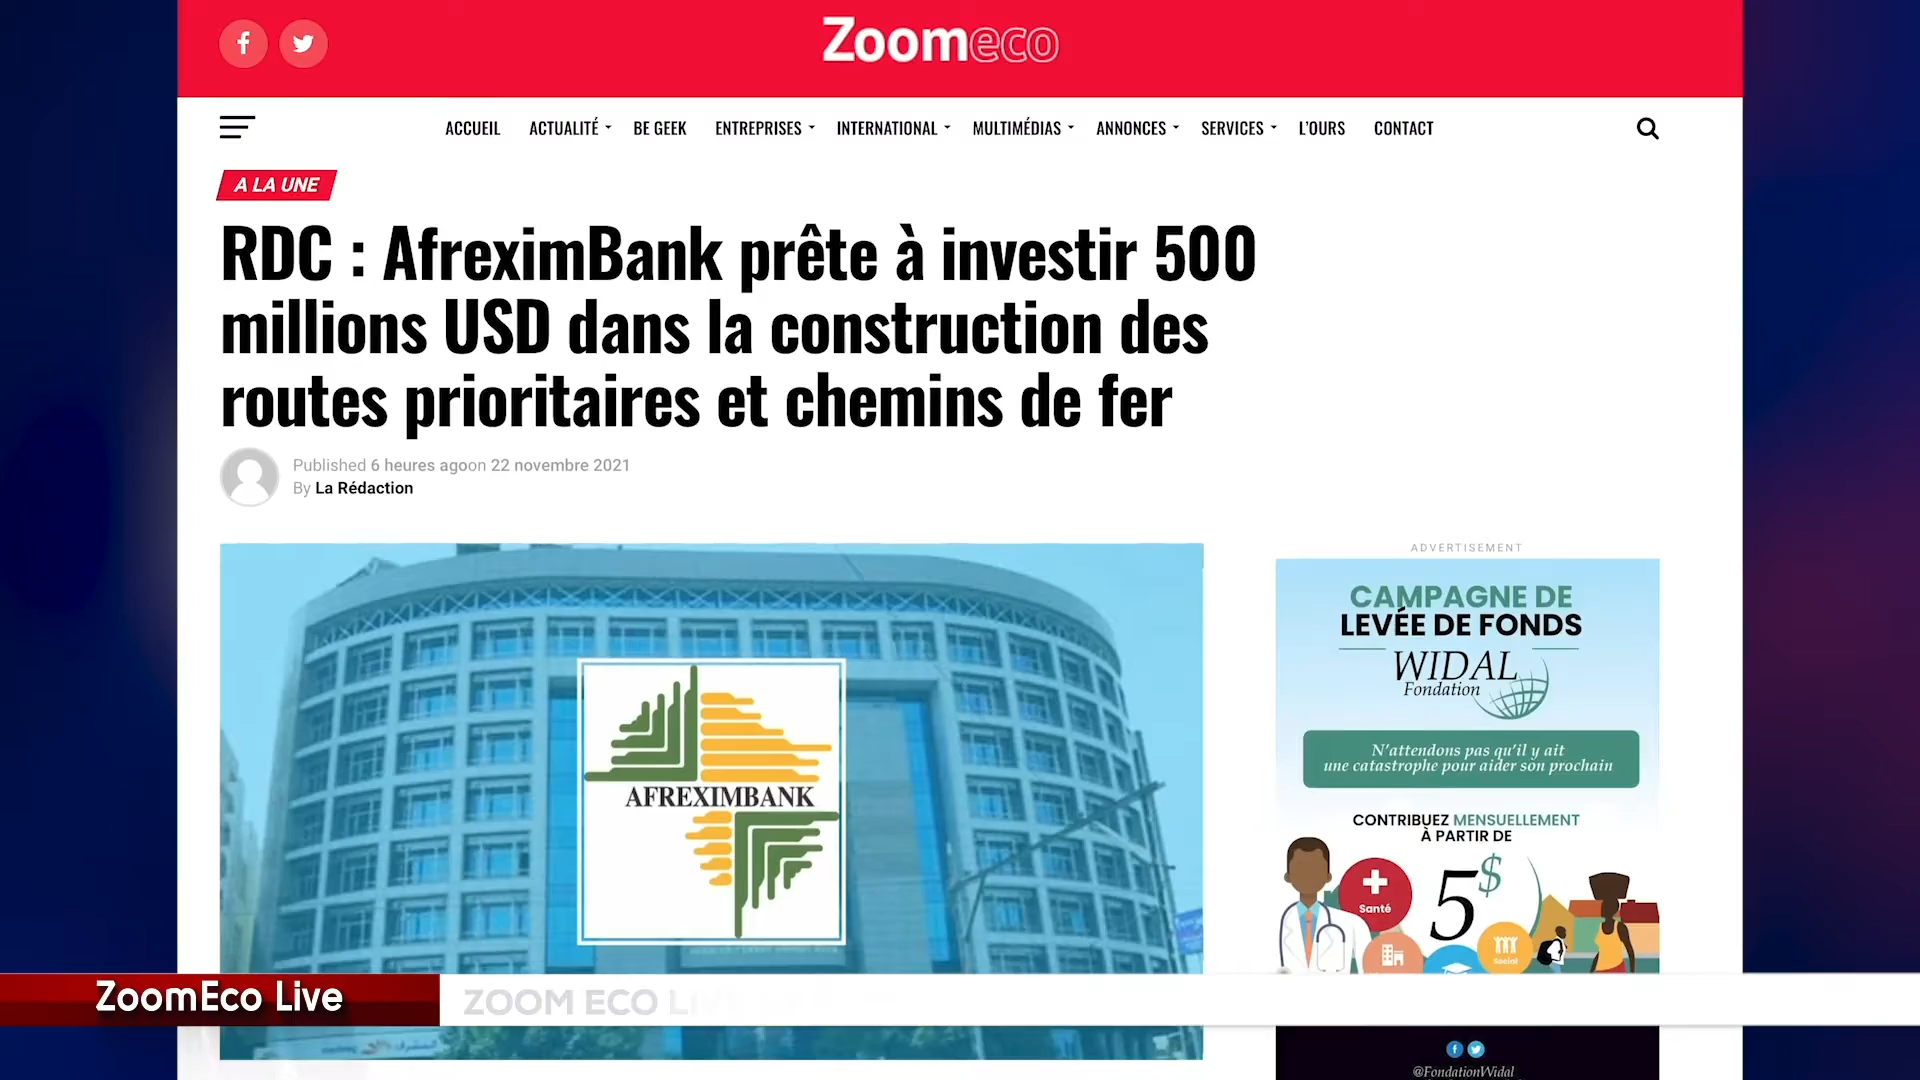 Zoomeco
ACCUEIL ACTUALITÉ BE GEEK ENTREPRISES INTERNATIONAL MULTIMÉDIAS ANNONCES SERVICES L'OURS CONTACT
A LA UNE
RDC : AfreximBank prête à investir 500
millions USD dans la construction des
routes prioritaires et chemins de fer
Published 6 heures agoon 22 novembre 2021
By La Rédaction
AFREXIMBANK
ADVERTISEMENT
CAMPAGNE DE
LEVÉE DE FONDS
WIDAL
Fondation
N'attendons pas qu'il y ait
une catastrophe pour aider son prochain
CONTRIBUEZ MENSUELLEMENT
À PARTIR DE
5$
Santé
Social
ZoomEco Live
ZOOM ECO LIV
@FondationWidal